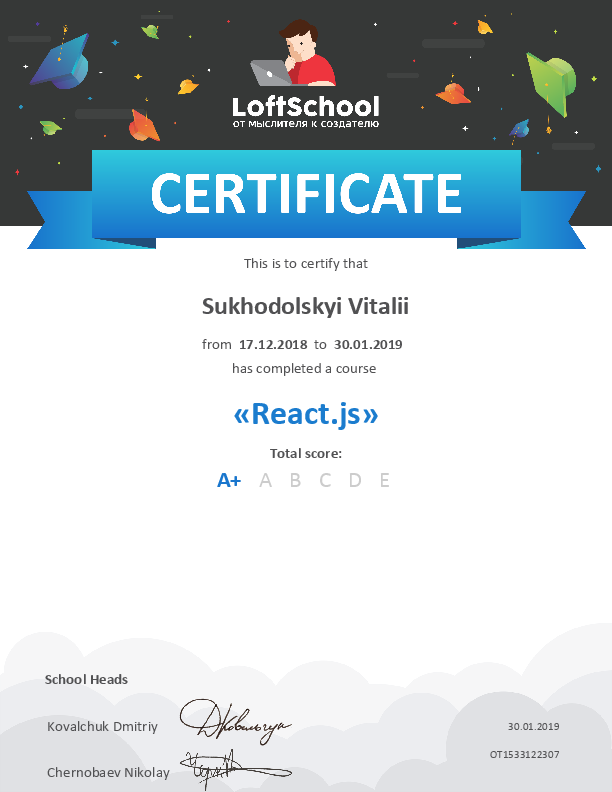 LoftSchool
от мыслителя к создателю
CERTIFICATE
This is to certify that
Sukhodolskyi Vitalii
from 17.12.2018 to 30.01.2019
has completed a course
«React.js»
Total score:
A+ A B C D E
School Heads
Kovalchuk Dmitriy
30.01.2019
OT1533122307
Chernobaev Nikolay